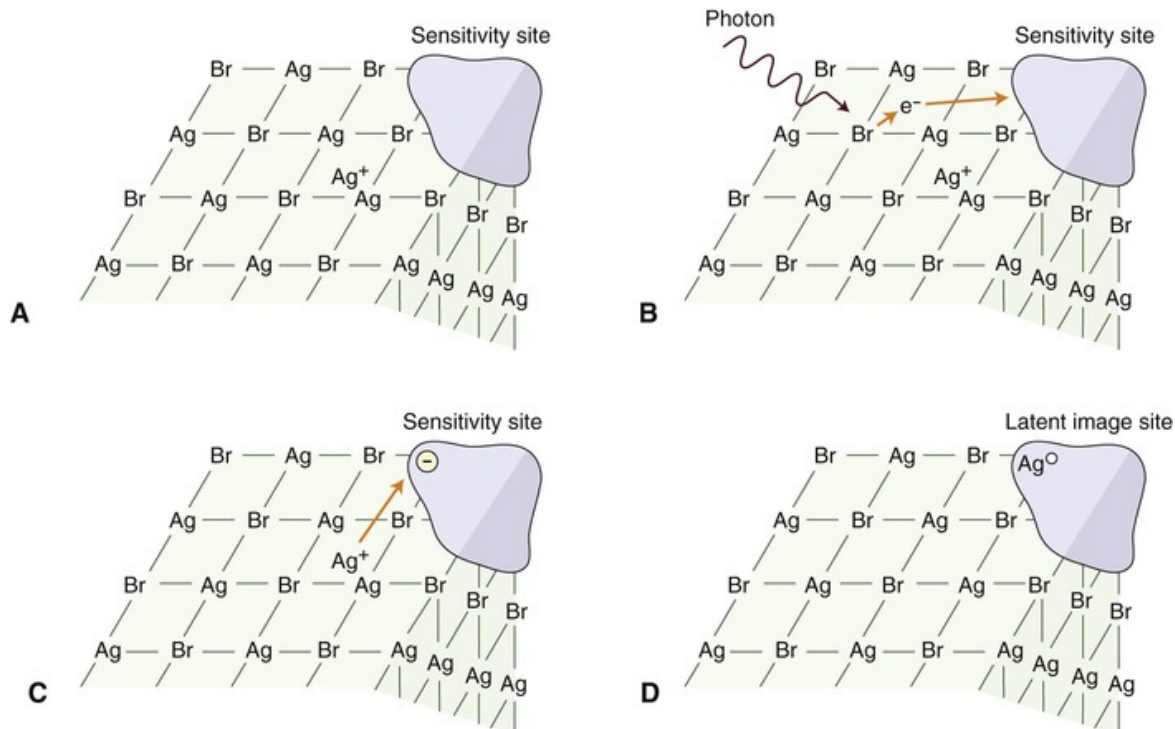 Sensitivity site
Br Ag Br
Ag Br Ag Br
Ag⁺
Br Ag Br Ag Br Br Br
Ag Br Ag Br Ag Ag Ag Ag
A
Photon
Sensitivity site
Br Ag Br
e⁻
Ag Br Ag Br
Ag⁺
Br Ag Br Ag Br Br Br
Ag Br Ag Br Ag Ag Ag Ag
B
Sensitivity site
Br Ag Br −
Ag Br Ag Br
Ag⁺
Br Ag Br Ag Br Br Br
Ag Br Ag Br Ag Ag Ag Ag
C
Latent image site
Br Ag Br Ag⁰
Ag Br Ag Br
Br Ag Br Ag Br Br Br
Ag Br Ag Br Ag Ag Ag Ag
D